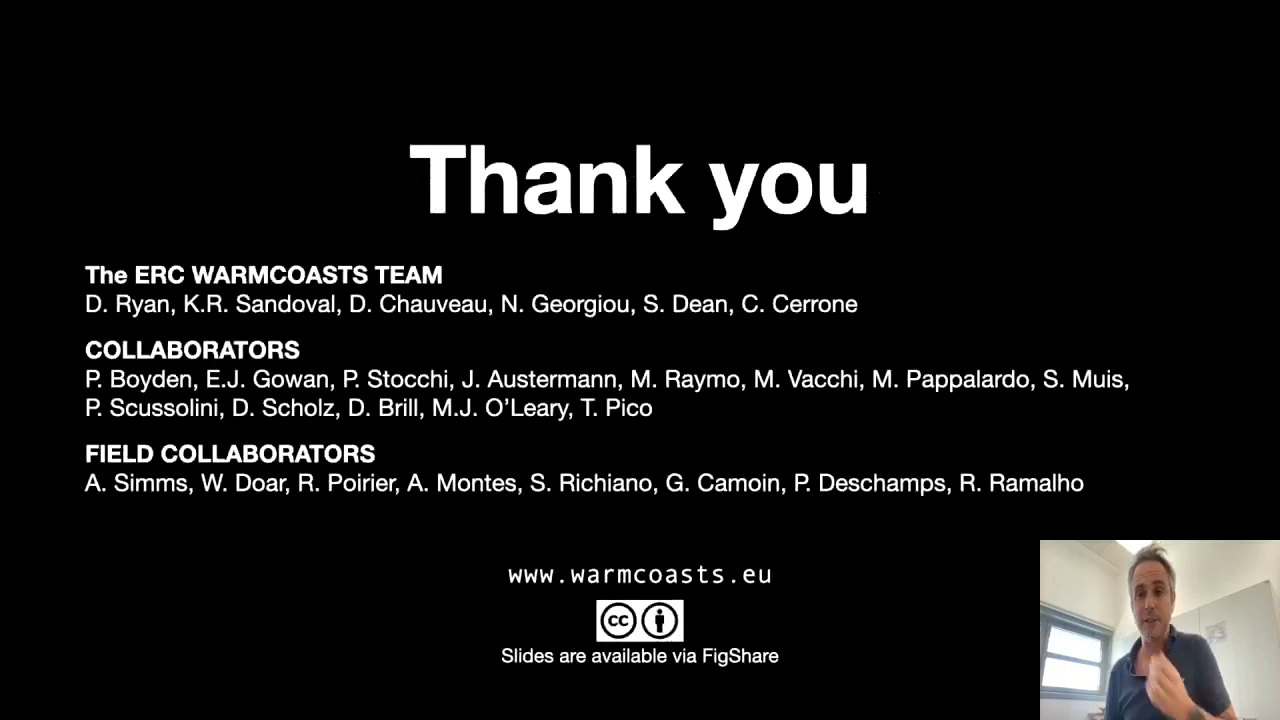 Thank you
The ERC WARMCOASTS TEAM
D. Ryan, K.R. Sandoval, D. Chauveau, N. Georgiou, S. Dean, C. Cerrone
COLLABORATORS
P. Boyden, E.J. Gowan, P. Stocchi, J. Austermann, M. Raymo, M. Vacchi, M. Pappalardo, S. Muis,
P. Scussolini, D. Scholz, D. Brill, M.J. O’Leary, T. Pico
FIELD COLLABORATORS
A. Simms, W. Doar, R. Poirier, A. Montes, S. Richiano, G. Camoin, P. Deschamps, R. Ramalho
www.warmcoasts.eu
cc
Slides are available via FigShare